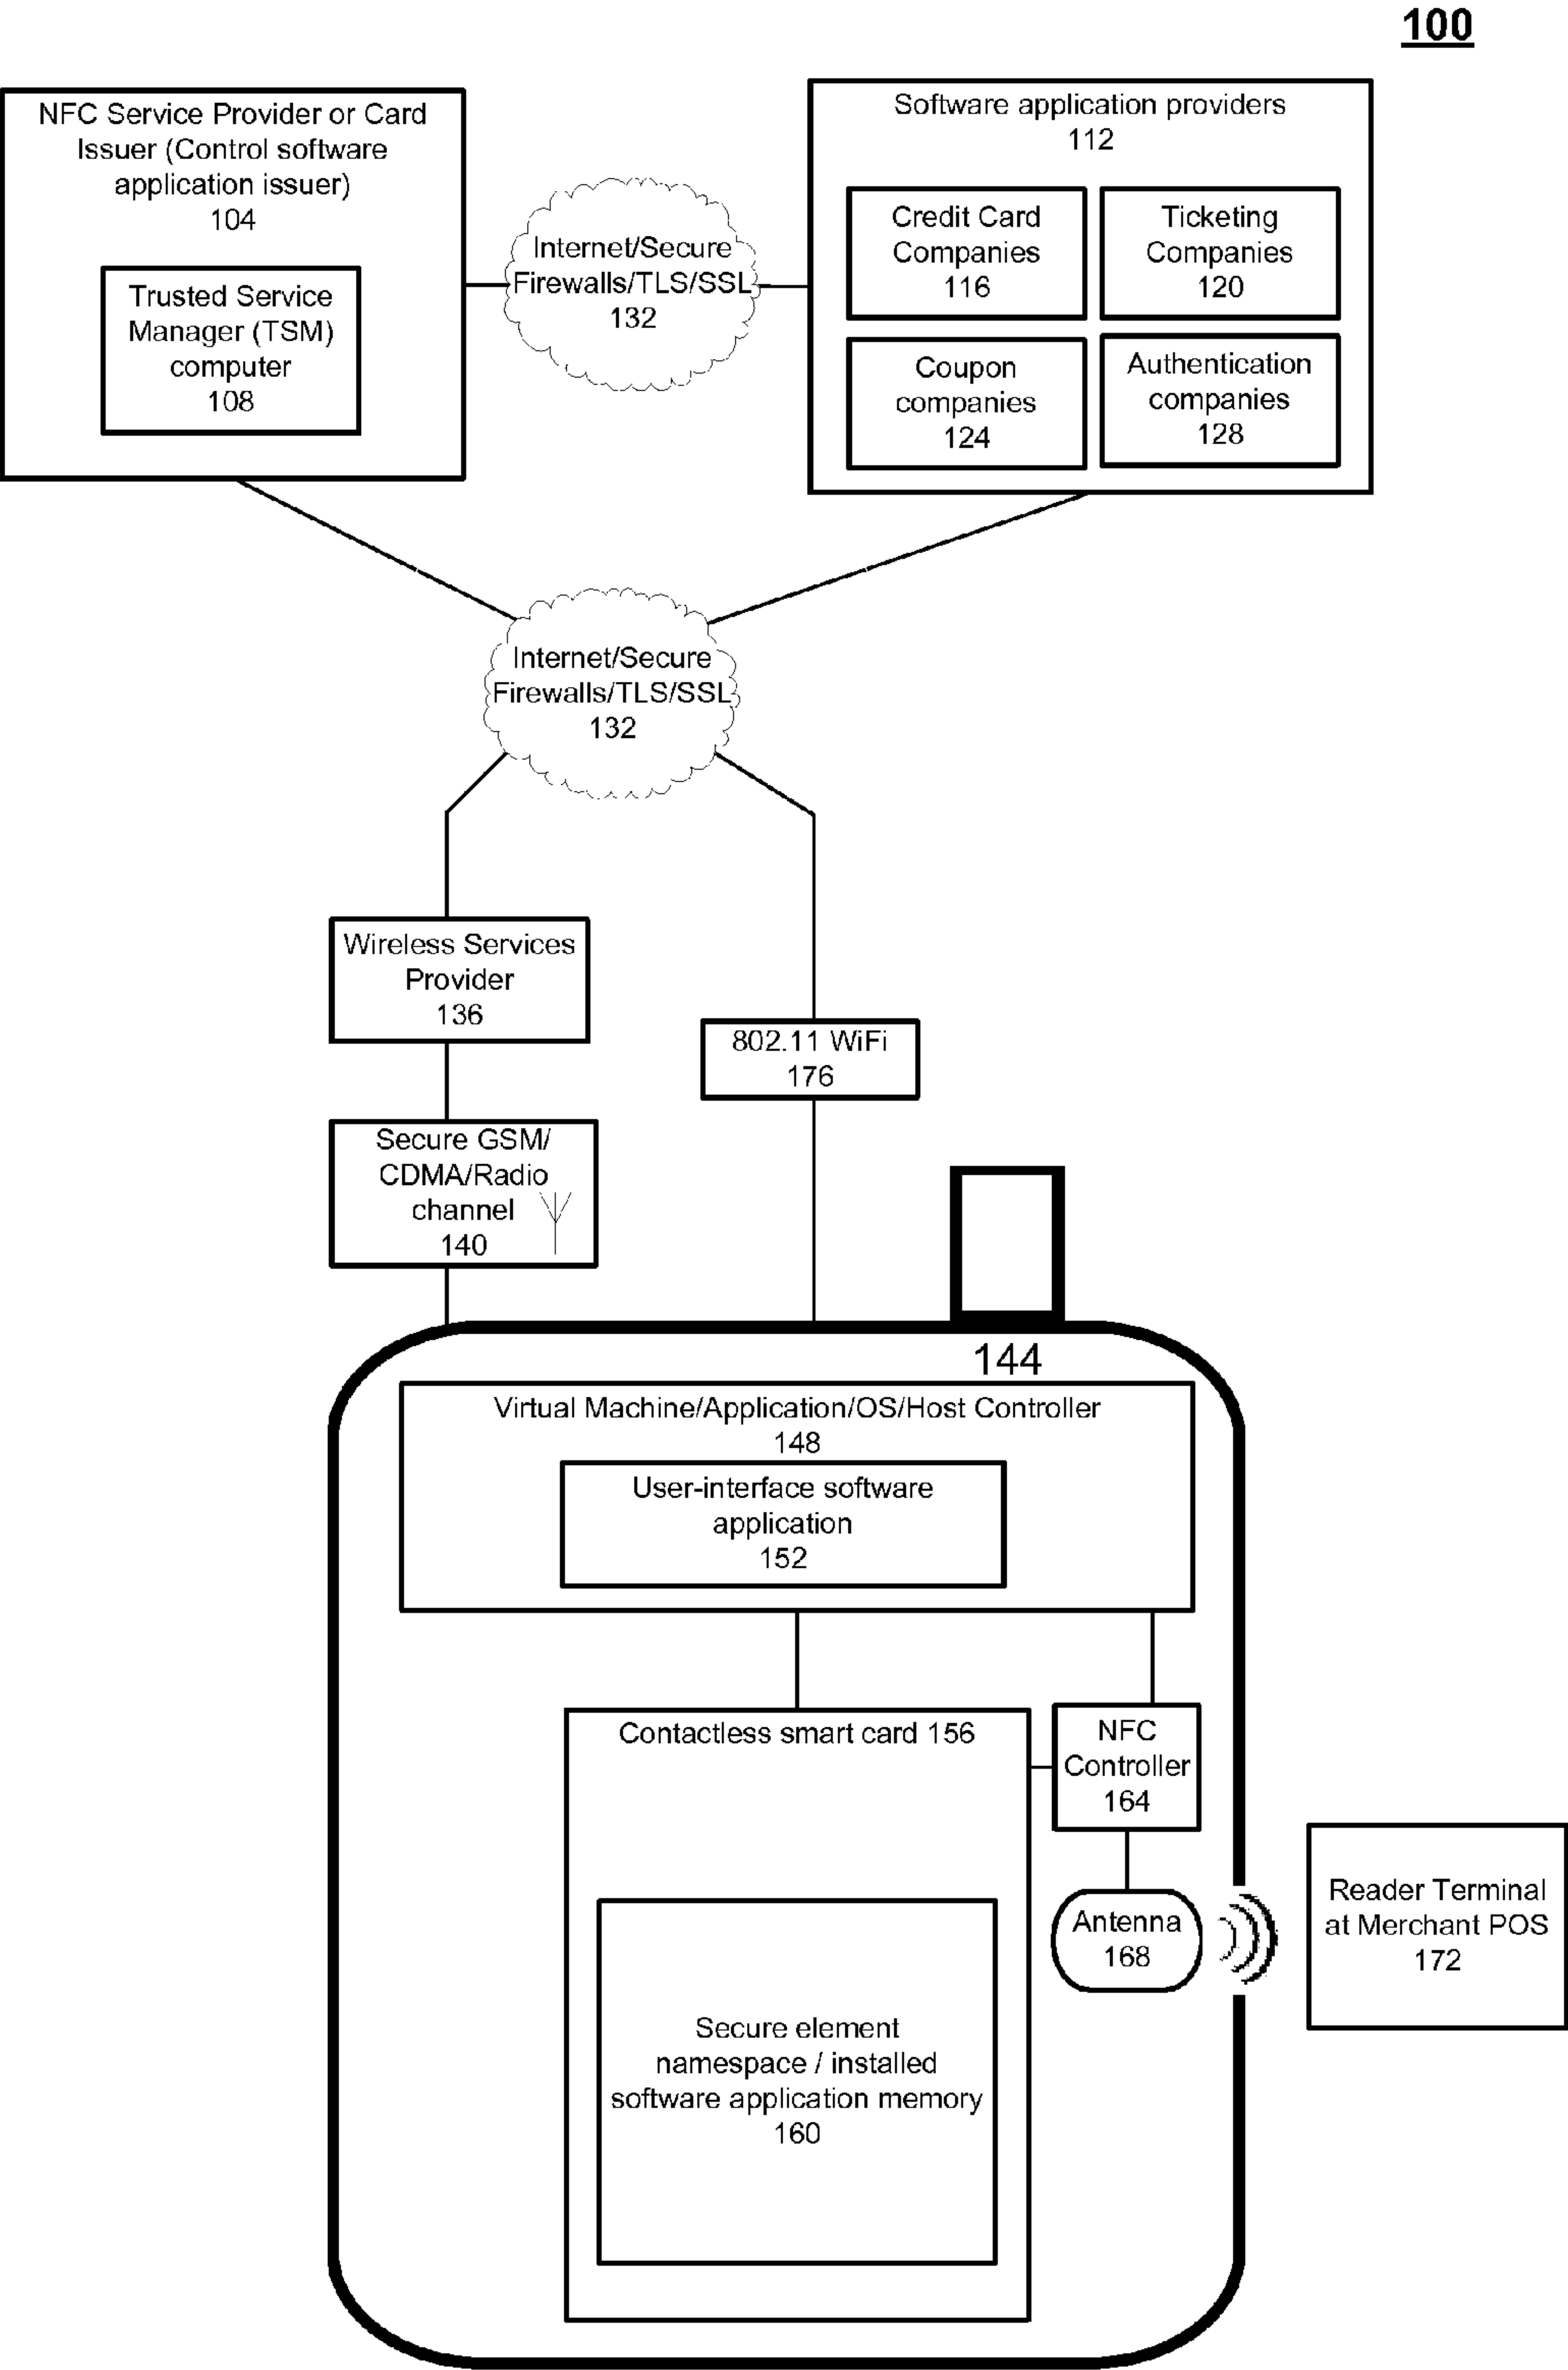 100
NFC Service Provider or Card
Issuer (Control software
application issuer)
104
Trusted Service
Manager (TSM)
computer
108
Internet/Secure
Firewalls/TLS/SSL
132
Software application providers
112
Credit Card
Companies
116
Ticketing
Companies
120
Coupon
companies
124
Authentication
companies
128
Internet/Secure
Firewalls/TLS/SSL
132
Wireless Services
Provider
136
802.11 WiFi
176
Secure GSM/
CDMA/Radio
channel
140
144
Virtual Machine/Application/OS/Host Controller
148
User-interface software
application
152
Contactless smart card 156
NFC
Controller
164
Antenna
168
Reader Terminal
at Merchant POS
172
Secure element
namespace / installed
software application memory
160